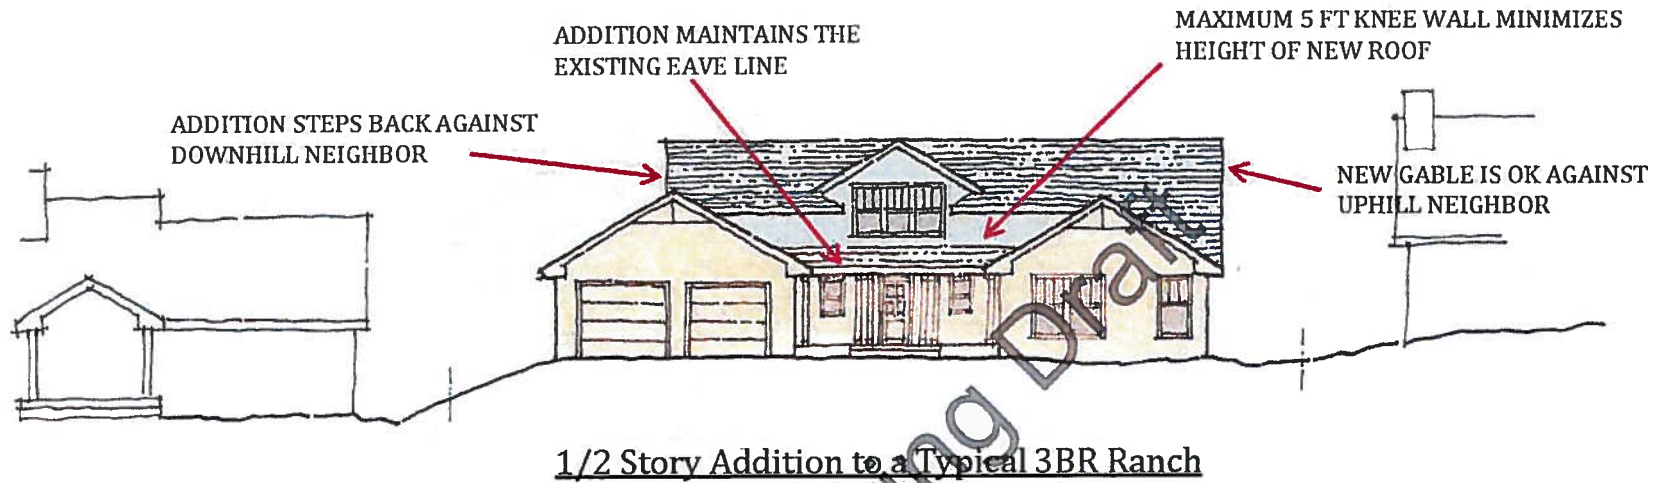 MAXIMUM 5 FT KNEE WALL MINIMIZES
HEIGHT OF NEW ROOF
ADDITION MAINTAINS THE
EXISTING EAVE LINE
ADDITION STEPS BACK AGAINST
DOWNHILL NEIGHBOR
NEW GABLE IS OK AGAINST
UPHILL NEIGHBOR
Draft
1/2 Story Addition to a Typical 3BR Ranch